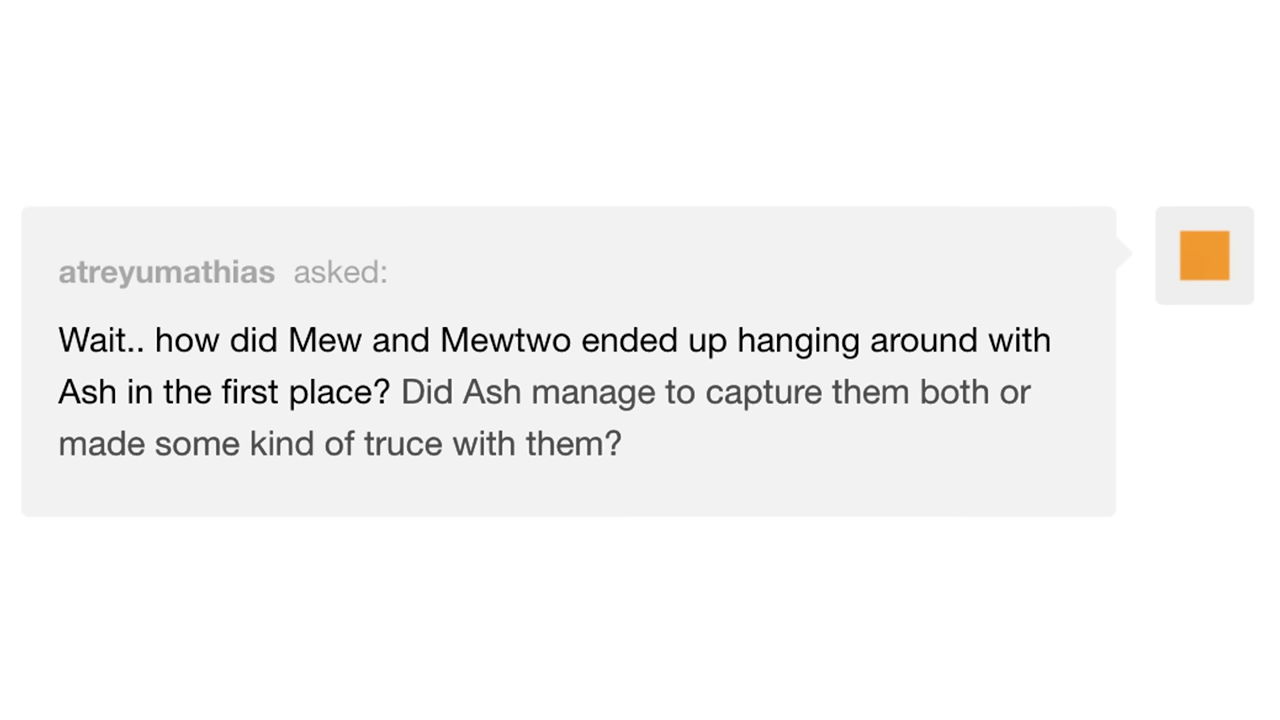 atreyumathias asked:
Wait.. how did Mew and Mewtwo ended up hanging around with
Ash in the first place? Did Ash manage to capture them both or
made some kind of truce with them?